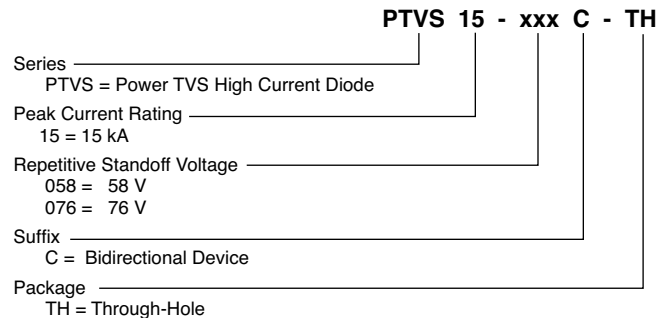 PTVS 15 - xxx C - TH
Series
PTVS = Power TVS High Current Diode
Peak Current Rating
15 = 15 kA
Repetitive Standoff Voltage
058 = 58 V
076 = 76 V
Suffix
C = Bidirectional Device
Package
TH = Through-Hole